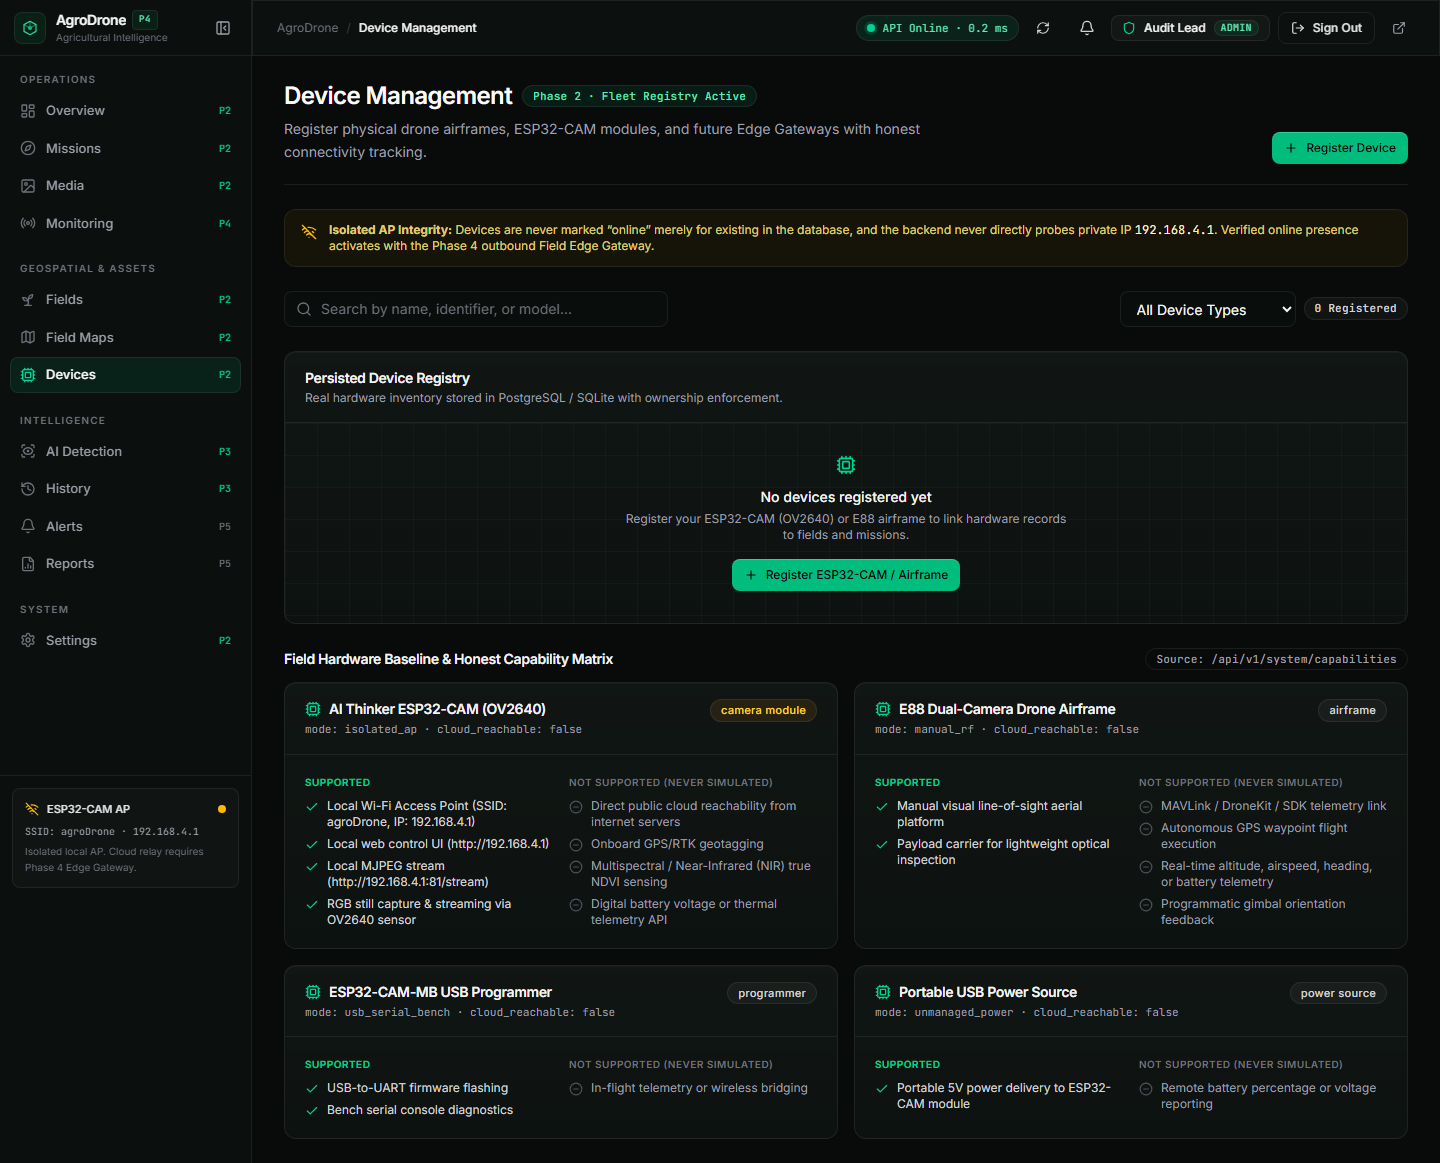 AgroDrone P4
Agricultural Intelligence
AgroDrone / Device Management
API Online · 0.2 ms
Audit Lead ADMIN
Sign Out
OPERATIONS
Overview P2
Missions P2
Media P2
Monitoring P4
GEOSPATIAL & ASSETS
Fields P2
Field Maps P2
Devices P2
INTELLIGENCE
AI Detection P3
History P3
Alerts P5
Reports P5
SYSTEM
Settings P2
ESP32-CAM AP
SSID: agroDrone · 192.168.4.1
Isolated local AP. Cloud relay requires
Phase 4 Edge Gateway.
Device Management
Phase 2 · Fleet Registry Active
Register physical drone airframes, ESP32-CAM modules, and future Edge Gateways with honest
connectivity tracking.
Register Device
Isolated AP Integrity: Devices are never marked “online” merely for existing in the database, and the backend never directly probes private IP 192.168.4.1. Verified online presence
activates with the Phase 4 outbound Field Edge Gateway.
Search by name, identifier, or model...
All Device Types
0 Registered
Persisted Device Registry
Real hardware inventory stored in PostgreSQL / SQLite with ownership enforcement.
No devices registered yet
Register your ESP32-CAM (OV2640) or E88 airframe to link hardware records
to fields and missions.
Register ESP32-CAM / Airframe
Field Hardware Baseline & Honest Capability Matrix
Source: /api/v1/system/capabilities
AI Thinker ESP32-CAM (OV2640)
camera module
mode: isolated_ap · cloud_reachable: false
SUPPORTED
Local Wi-Fi Access Point (SSID:
agroDrone, IP: 192.168.4.1)
Local web control UI (http://192.168.4.1)
Local MJPEG stream
(http://192.168.4.1:81/stream)
RGB still capture & streaming via
OV2640 sensor
NOT SUPPORTED (NEVER SIMULATED)
Direct public cloud reachability from
internet servers
Onboard GPS/RTK geotagging
Multispectral / Near-Infrared (NIR) true
NDVI sensing
Digital battery voltage or thermal
telemetry API
E88 Dual-Camera Drone Airframe
airframe
mode: manual_rf · cloud_reachable: false
SUPPORTED
Manual visual line-of-sight aerial
platform
Payload carrier for lightweight optical
inspection
NOT SUPPORTED (NEVER SIMULATED)
MAVLink / DroneKit / SDK telemetry link
Autonomous GPS waypoint flight
execution
Real-time altitude, airspeed, heading,
or battery telemetry
Programmatic gimbal orientation
feedback
ESP32-CAM-MB USB Programmer
programmer
mode: usb_serial_bench · cloud_reachable: false
SUPPORTED
USB-to-UART firmware flashing
Bench serial console diagnostics
NOT SUPPORTED (NEVER SIMULATED)
In-flight telemetry or wireless bridging
Portable USB Power Source
power source
mode: unmanaged_power · cloud_reachable: false
SUPPORTED
Portable 5V power delivery to ESP32-
CAM module
NOT SUPPORTED (NEVER SIMULATED)
Remote battery percentage or voltage
reporting